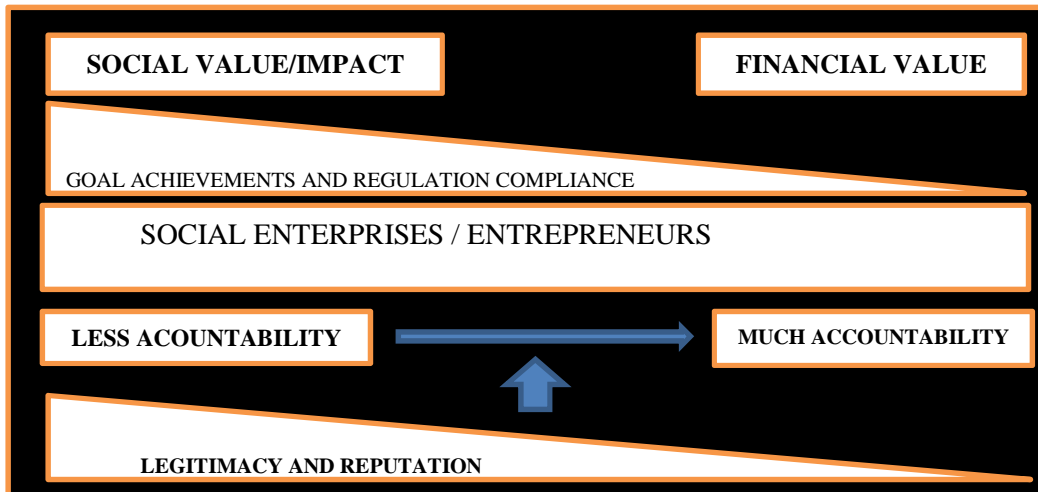 SOCIAL VALUE/IMPACT
FINANCIAL VALUE
GOAL ACHIEVEMENTS AND REGULATION COMPLIANCE
SOCIAL ENTERPRISES / ENTREPRENEURS
LESS ACOUNTABILITY
MUCH ACCOUNTABILITY
LEGITIMACY AND REPUTATION